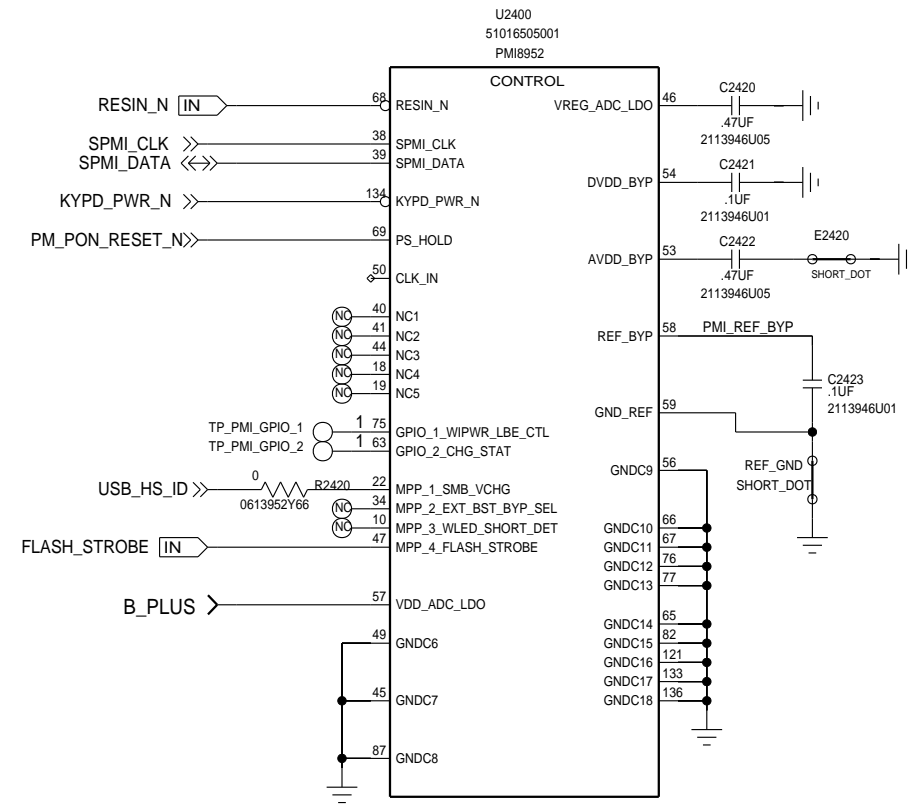 U2400
51016505001
PMI8952
CONTROL
RESIN_N IN 68 RESIN_N
SPMI_CLK 38 SPMI_CLK
SPMI_DATA 39 SPMI_DATA
KYPD_PWR_N 134 KYPD_PWR_N
PM_PON_RESET_N 69 PS_HOLD
50 CLK_IN
NC 40 NC1
NC 41 NC2
NC 44 NC3
NC 18 NC4
NC 19 NC5
TP_PMI_GPIO_1 1 75 GPIO_1_WIPWR_LBE_CTL
TP_PMI_GPIO_2 1 63 GPIO_2_CHG_STAT
USB_HS_ID 0 R2420 22 MPP_1_SMB_VCHG
0613952Y66
NC 34 MPP_2_EXT_BST_BYP_SEL
NC 10 MPP_3_WLED_SHORT_DET
FLASH_STROBE IN 47 MPP_4_FLASH_STROBE
B_PLUS 57 VDD_ADC_LDO
49 GNDC6
45 GNDC7
87 GNDC8
VREG_ADC_LDO 46 C2420
.47UF
2113946U05
DVDD_BYP 54 C2421
.1UF
2113946U01
AVDD_BYP 53 C2422 E2420
.47UF SHORT_DOT
2113946U05
REF_BYP 58 PMI_REF_BYP
C2423
.1UF
2113946U01
GND_REF 59
REF_GND
SHORT_DOT
GNDC9 56
GNDC10 66
GNDC11 67
GNDC12 76
GNDC13 77
GNDC14 65
GNDC15 82
GNDC16 121
GNDC17 133
GNDC18 136